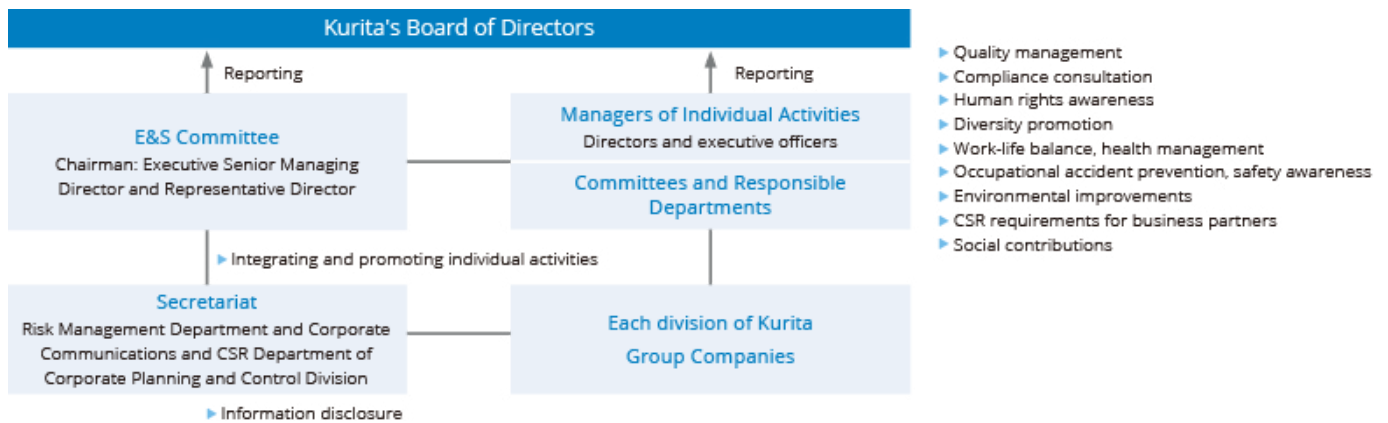 Kurita's Board of Directors
Reporting
Reporting
E&S Committee
Chairman: Executive Senior Managing
Director and Representative Director
Managers of Individual Activities
Directors and executive officers
Committees and Responsible
Departments
Integrating and promoting individual activities
Secretariat
Risk Management Department and Corporate
Communications and CSR Department of
Corporate Planning and Control Division
Each division of Kurita
Group Companies
Information disclosure
Quality management
Compliance consultation
Human rights awareness
Diversity promotion
Work-life balance, health management
Occupational accident prevention, safety awareness
Environmental improvements
CSR requirements for business partners
Social contributions